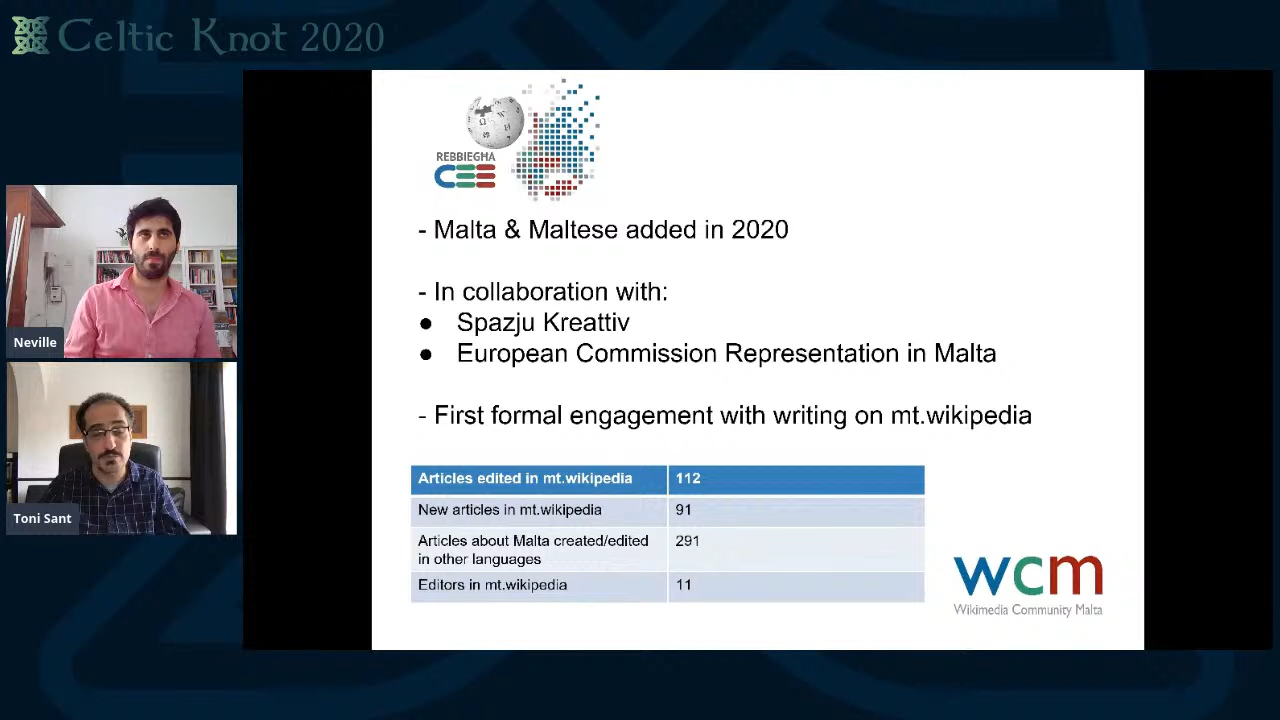 Celtic Knot 2020
REBBIEGĦA
CEE
- Malta & Maltese added in 2020
- In collaboration with:
● Spazju Kreattiv
● European Commission Representation in Malta
- First formal engagement with writing on mt.wikipedia
Articles edited in mt.wikipedia 112
New articles in mt.wikipedia 91
Articles about Malta created/edited 291
in other languages
Editors in mt.wikipedia 11
wcm
Wikimedia Community Malta
Neville
Toni Sant